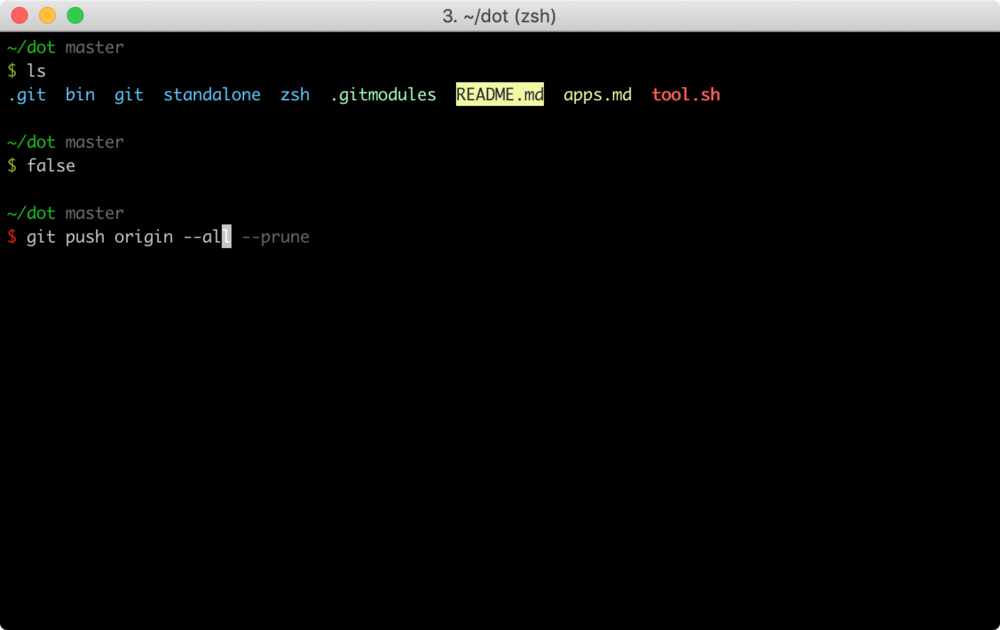 3. ~/dot (zsh)
~/dot master
$ ls
.git bin git standalone zsh .gitmodules README.md apps.md tool.sh
~/dot master
$ false
~/dot master
$ git push origin --all --prune